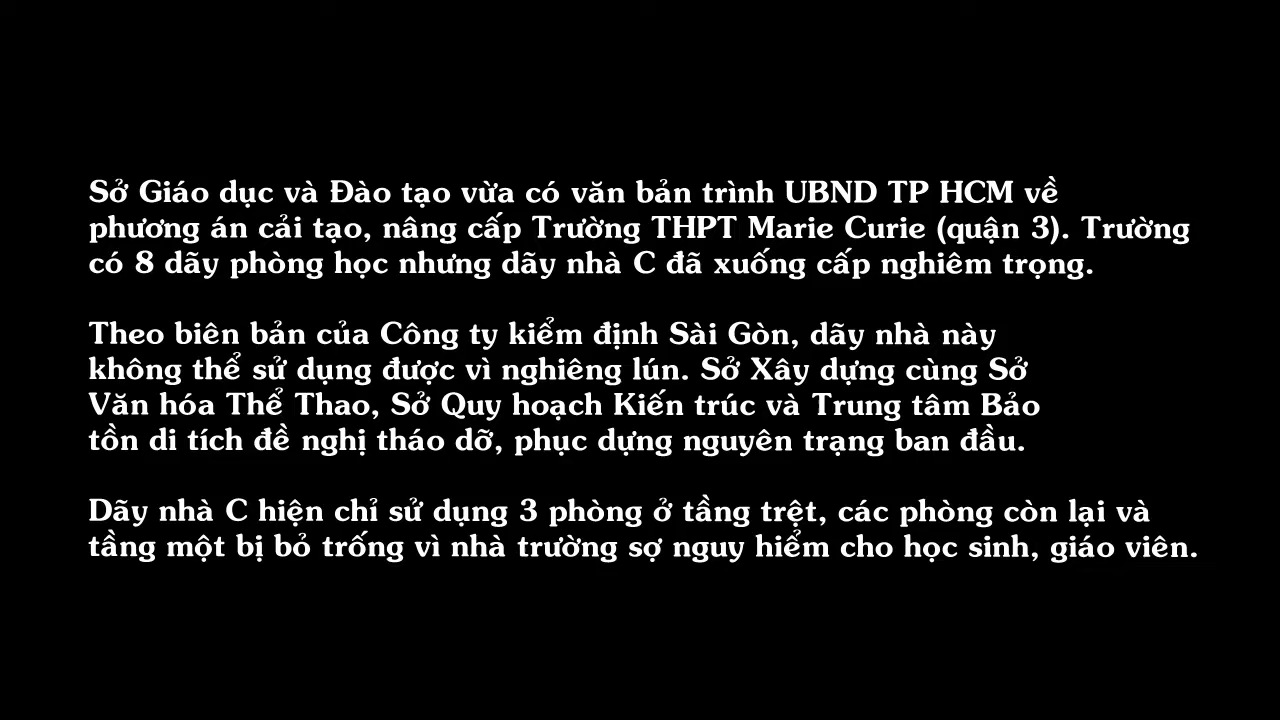 Sở Giáo dục và Đào tạo vừa có văn bản trình UBND TP HCM về
phương án cải tạo, nâng cấp Trường THPT Marie Curie (quận 3). Trường
có 8 dãy phòng học nhưng dãy nhà C đã xuống cấp nghiêm trọng.
Theo biên bản của Công ty kiểm định Sài Gòn, dãy nhà này
không thể sử dụng được vì nghiêng lún. Sở Xây dựng cùng Sở
Văn hóa Thể Thao, Sở Quy hoạch Kiến trúc và Trung tâm Bảo
tồn di tích đề nghị tháo dỡ, phục dựng nguyên trạng ban đầu.
Dãy nhà C hiện chỉ sử dụng 3 phòng ở tầng trệt, các phòng còn lại và
tầng một bị bỏ trống vì nhà trường sợ nguy hiểm cho học sinh, giáo viên.